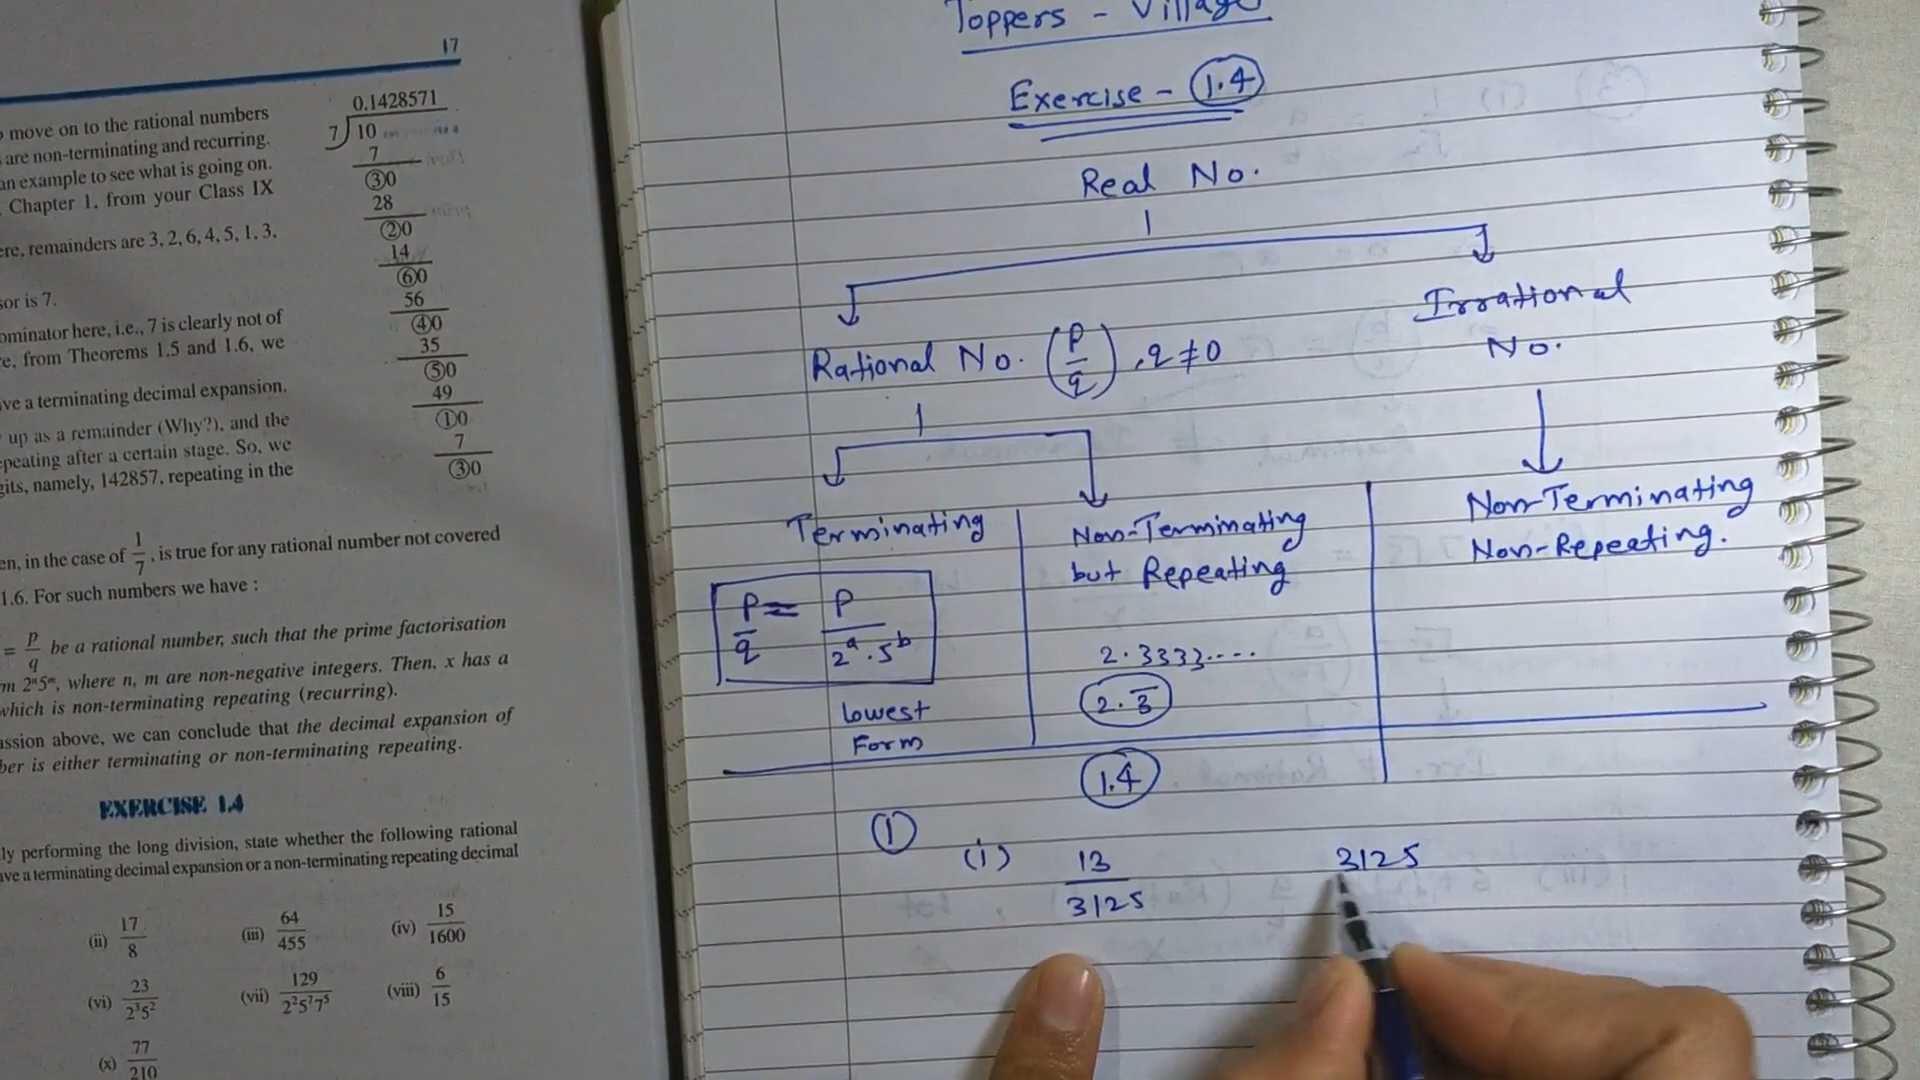 17
move on to the rational numbers
are non-terminating and recurring.
an example to see what is going on.
Chapter 1, from your Class IX
ere, remainders are 3, 2, 6, 4, 5, 1, 3,
sor is 7.
ominator here, i.e., 7 is clearly not of
re, from Theorems 1.5 and 1.6, we
ve a terminating decimal expansion.
up as a remainder (Why?), and the
epeating after a certain stage. So, we
gits, namely, 142857, repeating in the
0.1428571
7 10
7
30
28
20
14
60
56
40
35
50
49
10
7
30
en, in the case of 1/7, is true for any rational number not covered
1.6. For such numbers we have :
= p/q be a rational number, such that the prime factorisation
m 2ⁿ5ᵐ, where n, m are non-negative integers. Then, x has a
which is non-terminating repeating (recurring).
ussion above, we can conclude that the decimal expansion of
ber is either terminating or non-terminating repeating.
EXERCISE 1.4
ly performing the long division, state whether the following rational
ave a terminating decimal expansion or a non-terminating repeating decimal
(ii) 17/8 (iii) 64/455 (iv) 15/1600
(vi) 23/2³5² (vii) 129/2²5⁷7⁵ (viii) 6/15
(x) 77/210
Toppers - Village
Exercise - 1.4
Real No.
Rational No. (p/q), q ≠ 0
Irrational
No.
Terminating
Non-Terminating
but Repeating
Non-Terminating
Non-Repeating.
p/q = p/2ᵃ.5ᵇ
lowest
Form
2.3333....
2.3̅
1.4
1
(i) 13/3125 3125